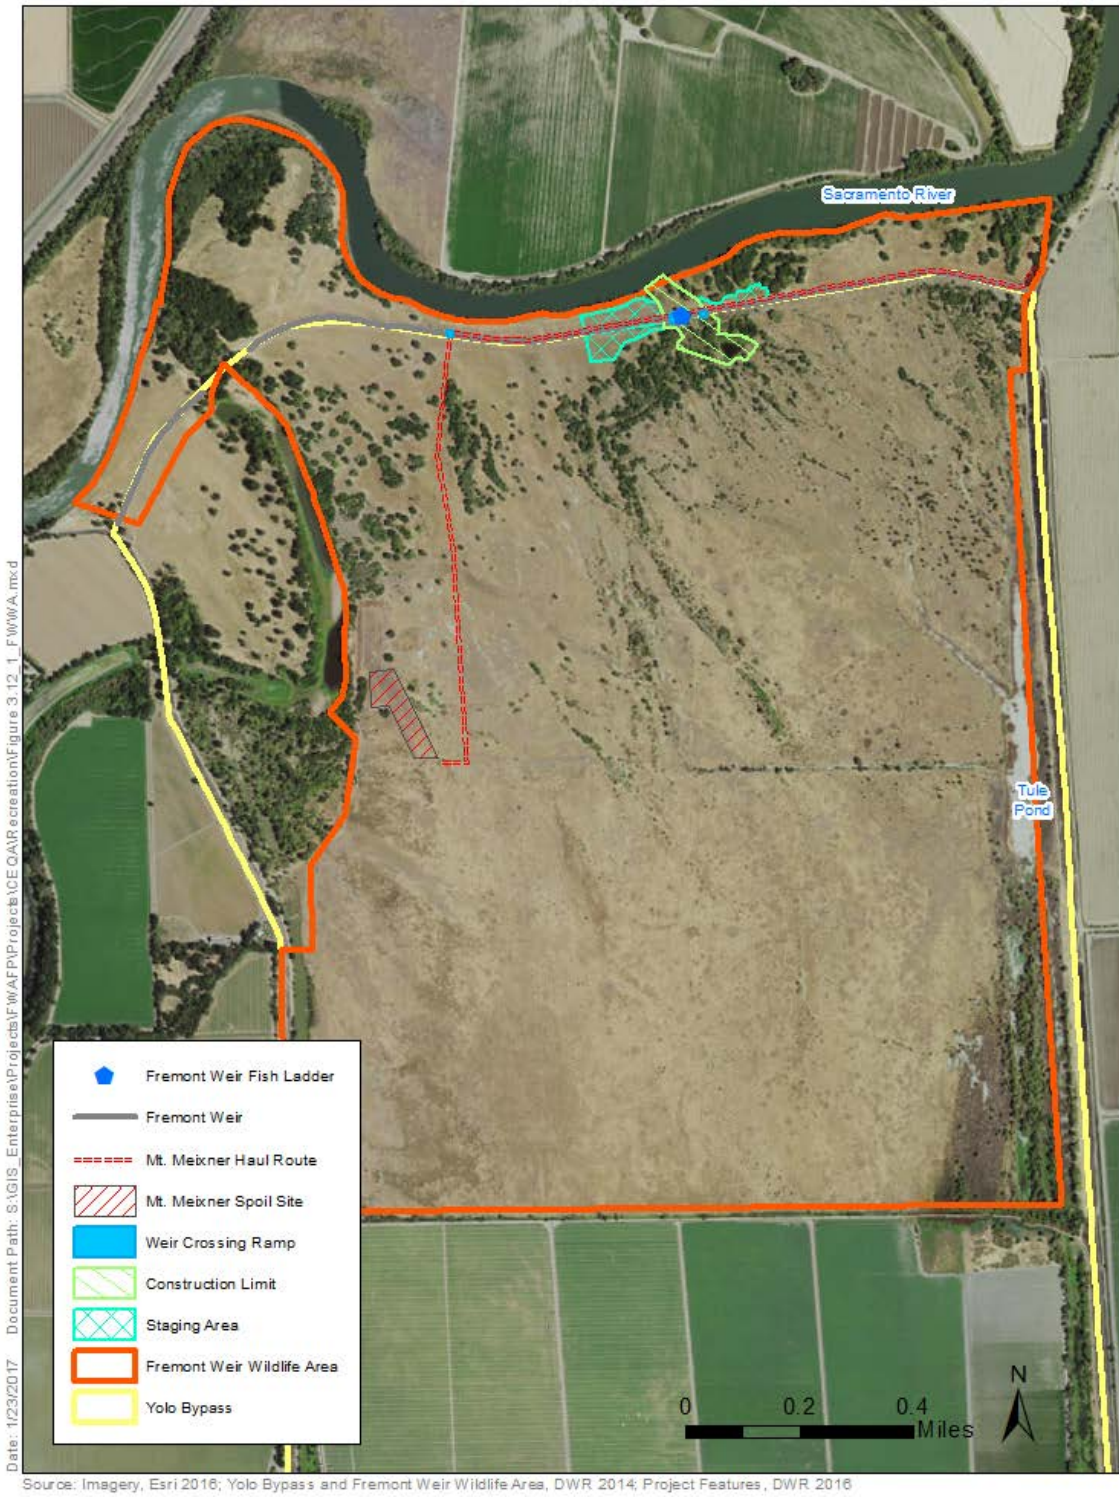 Sacramento River
Tule
Pond
Fremont Weir Fish Ladder
Fremont Weir
Mt. Meixner Haul Route
Mt. Meixner Spoil Site
Weir Crossing Ramp
Construction Limit
Staging Area
Fremont Weir Wildlife Area
Yolo Bypass
N
0 0.2 0.4
Miles
Date: 1/23/2017 Document Path: S:\GIS_Enterprise\Projects\FWAFP\Projects\CEQA\Recreation\Figure 3.12_1_FWWA.mxd
Source: Imagery, Esri 2016; Yolo Bypass and Fremont Weir Wildlife Area, DWR 2014; Project Features, DWR 2016